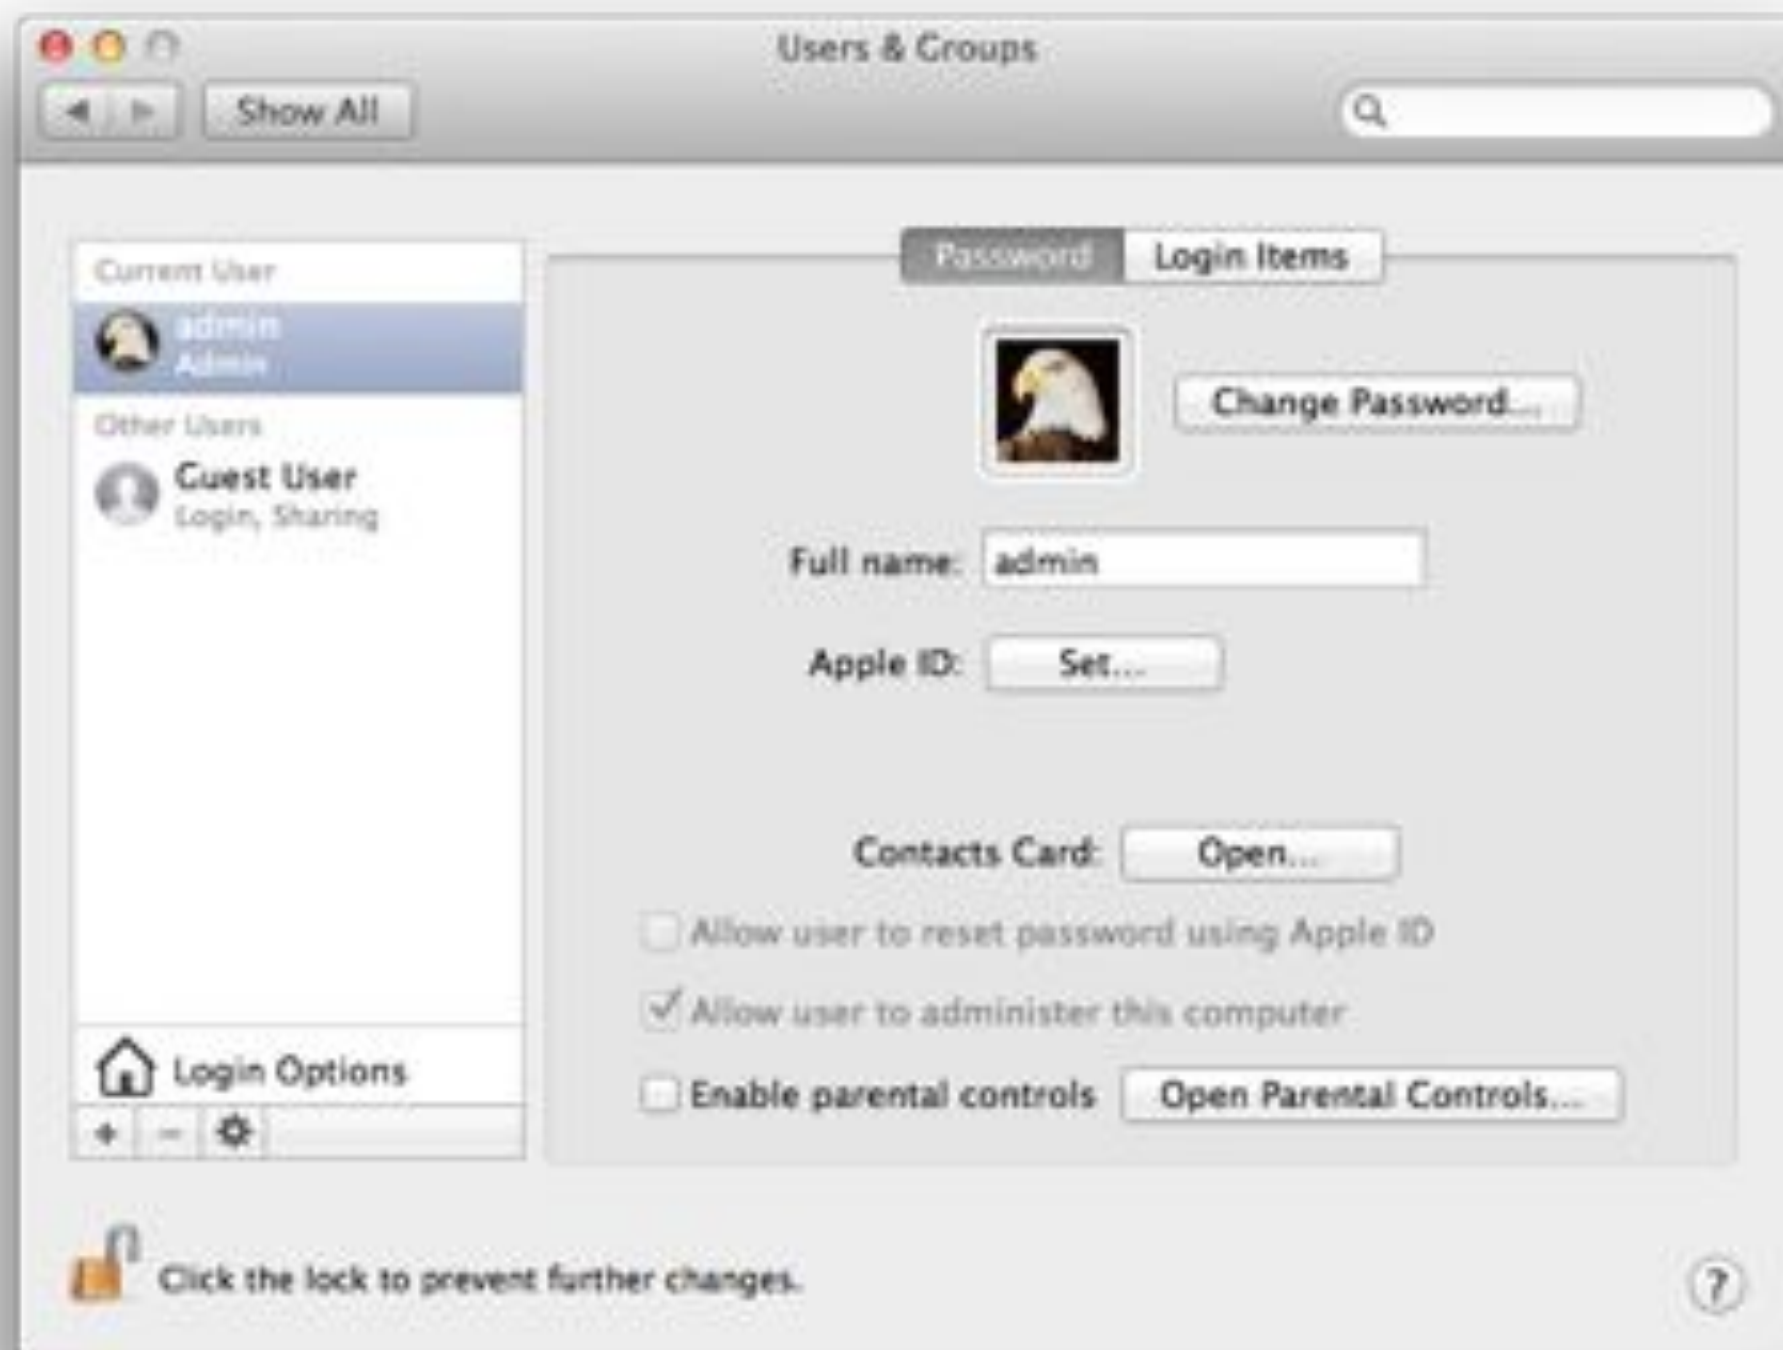 Users & Groups
Show All
Password
Login Items
Current User
admin
Admin
Other Users
Guest User
Login, Sharing
Change Password...
Full name: admin
Apple ID: Set...
Contacts Card: Open...
Allow user to reset password using Apple ID
Allow user to administer this computer
Enable parental controls Open Parental Controls...
Login Options
Click the lock to prevent further changes.
?